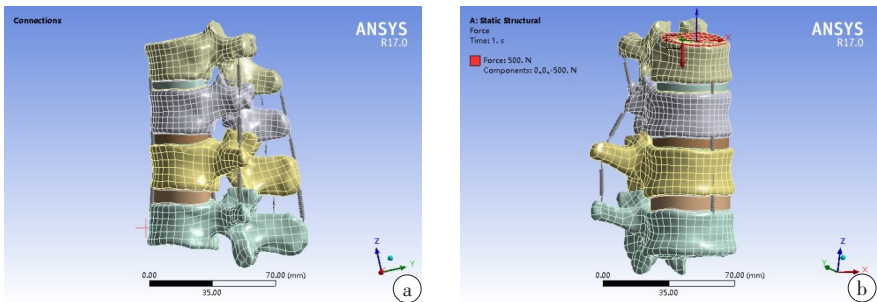 Connections
ANSYS
R17.0
0.00
70.00 (mm)
35.00
Z
Y
a
A: Static Structural
Force
Time: 1. s
Force: 500. N
Components: 0,0,-500. N
ANSYS
R17.0
X
0.00
70.00 (mm)
35.00
Z
Y
X
b